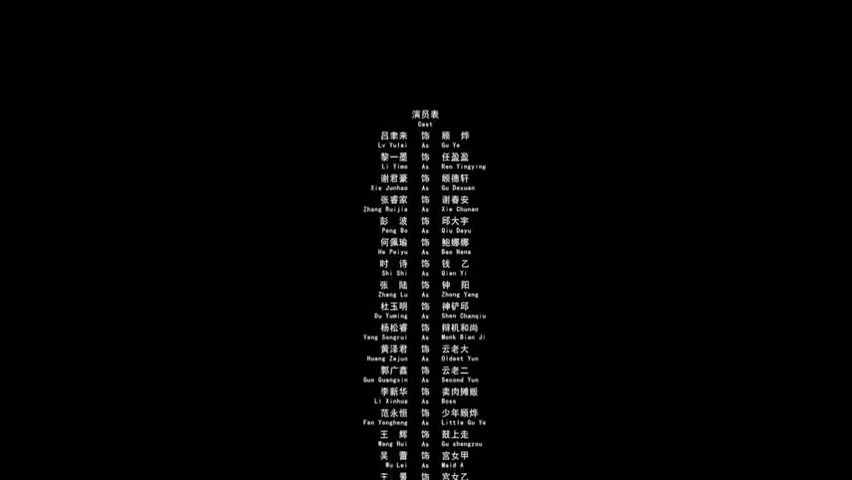 演员表
Cast
吕聿来 饰 顾 烨
Lv Yulai As Gu Ye
黎一墨 饰 任盈盈
Li Yimo As Ren Yingying
谢君豪 饰 顾德轩
Xie Junhao As Gu Dexuan
张睿家 饰 谢春安
Zhang Ruijia As Xie Chunan
彭 波 饰 邱大宇
Peng Bo As Qiu Dayu
何佩瑜 饰 鲍娜娜
He Peiyu As Bao Nana
时 诗 饰 钱 乙
Shi Shi As Qian Yi
张 陆 饰 钟 阳
Zhang Lu As Zhong Yang
杜玉明 饰 神铲邱
Du Yuming As Shen Chanqiu
杨松睿 饰 辩机和尚
Yang Songrui As Monk Bian Ji
黄泽君 饰 云老大
Huang Zejun As Oldest Yun
郭广鑫 饰 云老二
Guo Guangxin As Second Yun
李新华 饰 卖肉摊贩
Li Xinhua As Boss
范永恒 饰 少年顾烨
Fan Yongheng As Little Gu Ye
王 辉 饰 鼓上走
Wang Hui As Gu shangzou
吴 蕾 饰 宫女甲
Wu Lei As Maid A
王 曼 饰 宫女乙